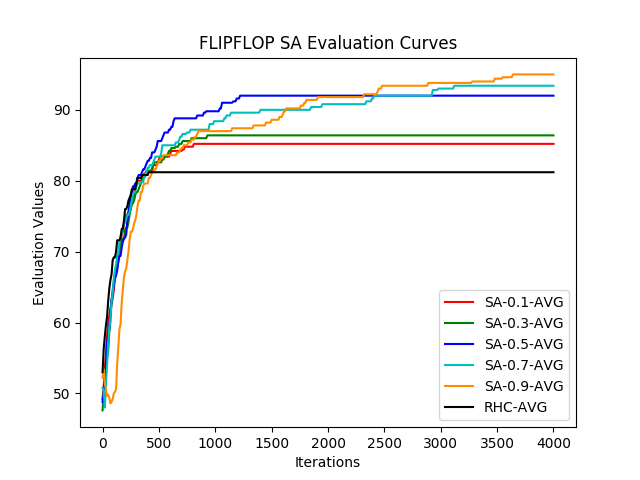 FLIPFLOP SA Evaluation Curves
Evaluation Values
90
80
70
60
50
0 500 1000 1500 2000 2500 3000 3500 4000
Iterations
SA-0.1-AVG
SA-0.3-AVG
SA-0.5-AVG
SA-0.7-AVG
SA-0.9-AVG
RHC-AVG